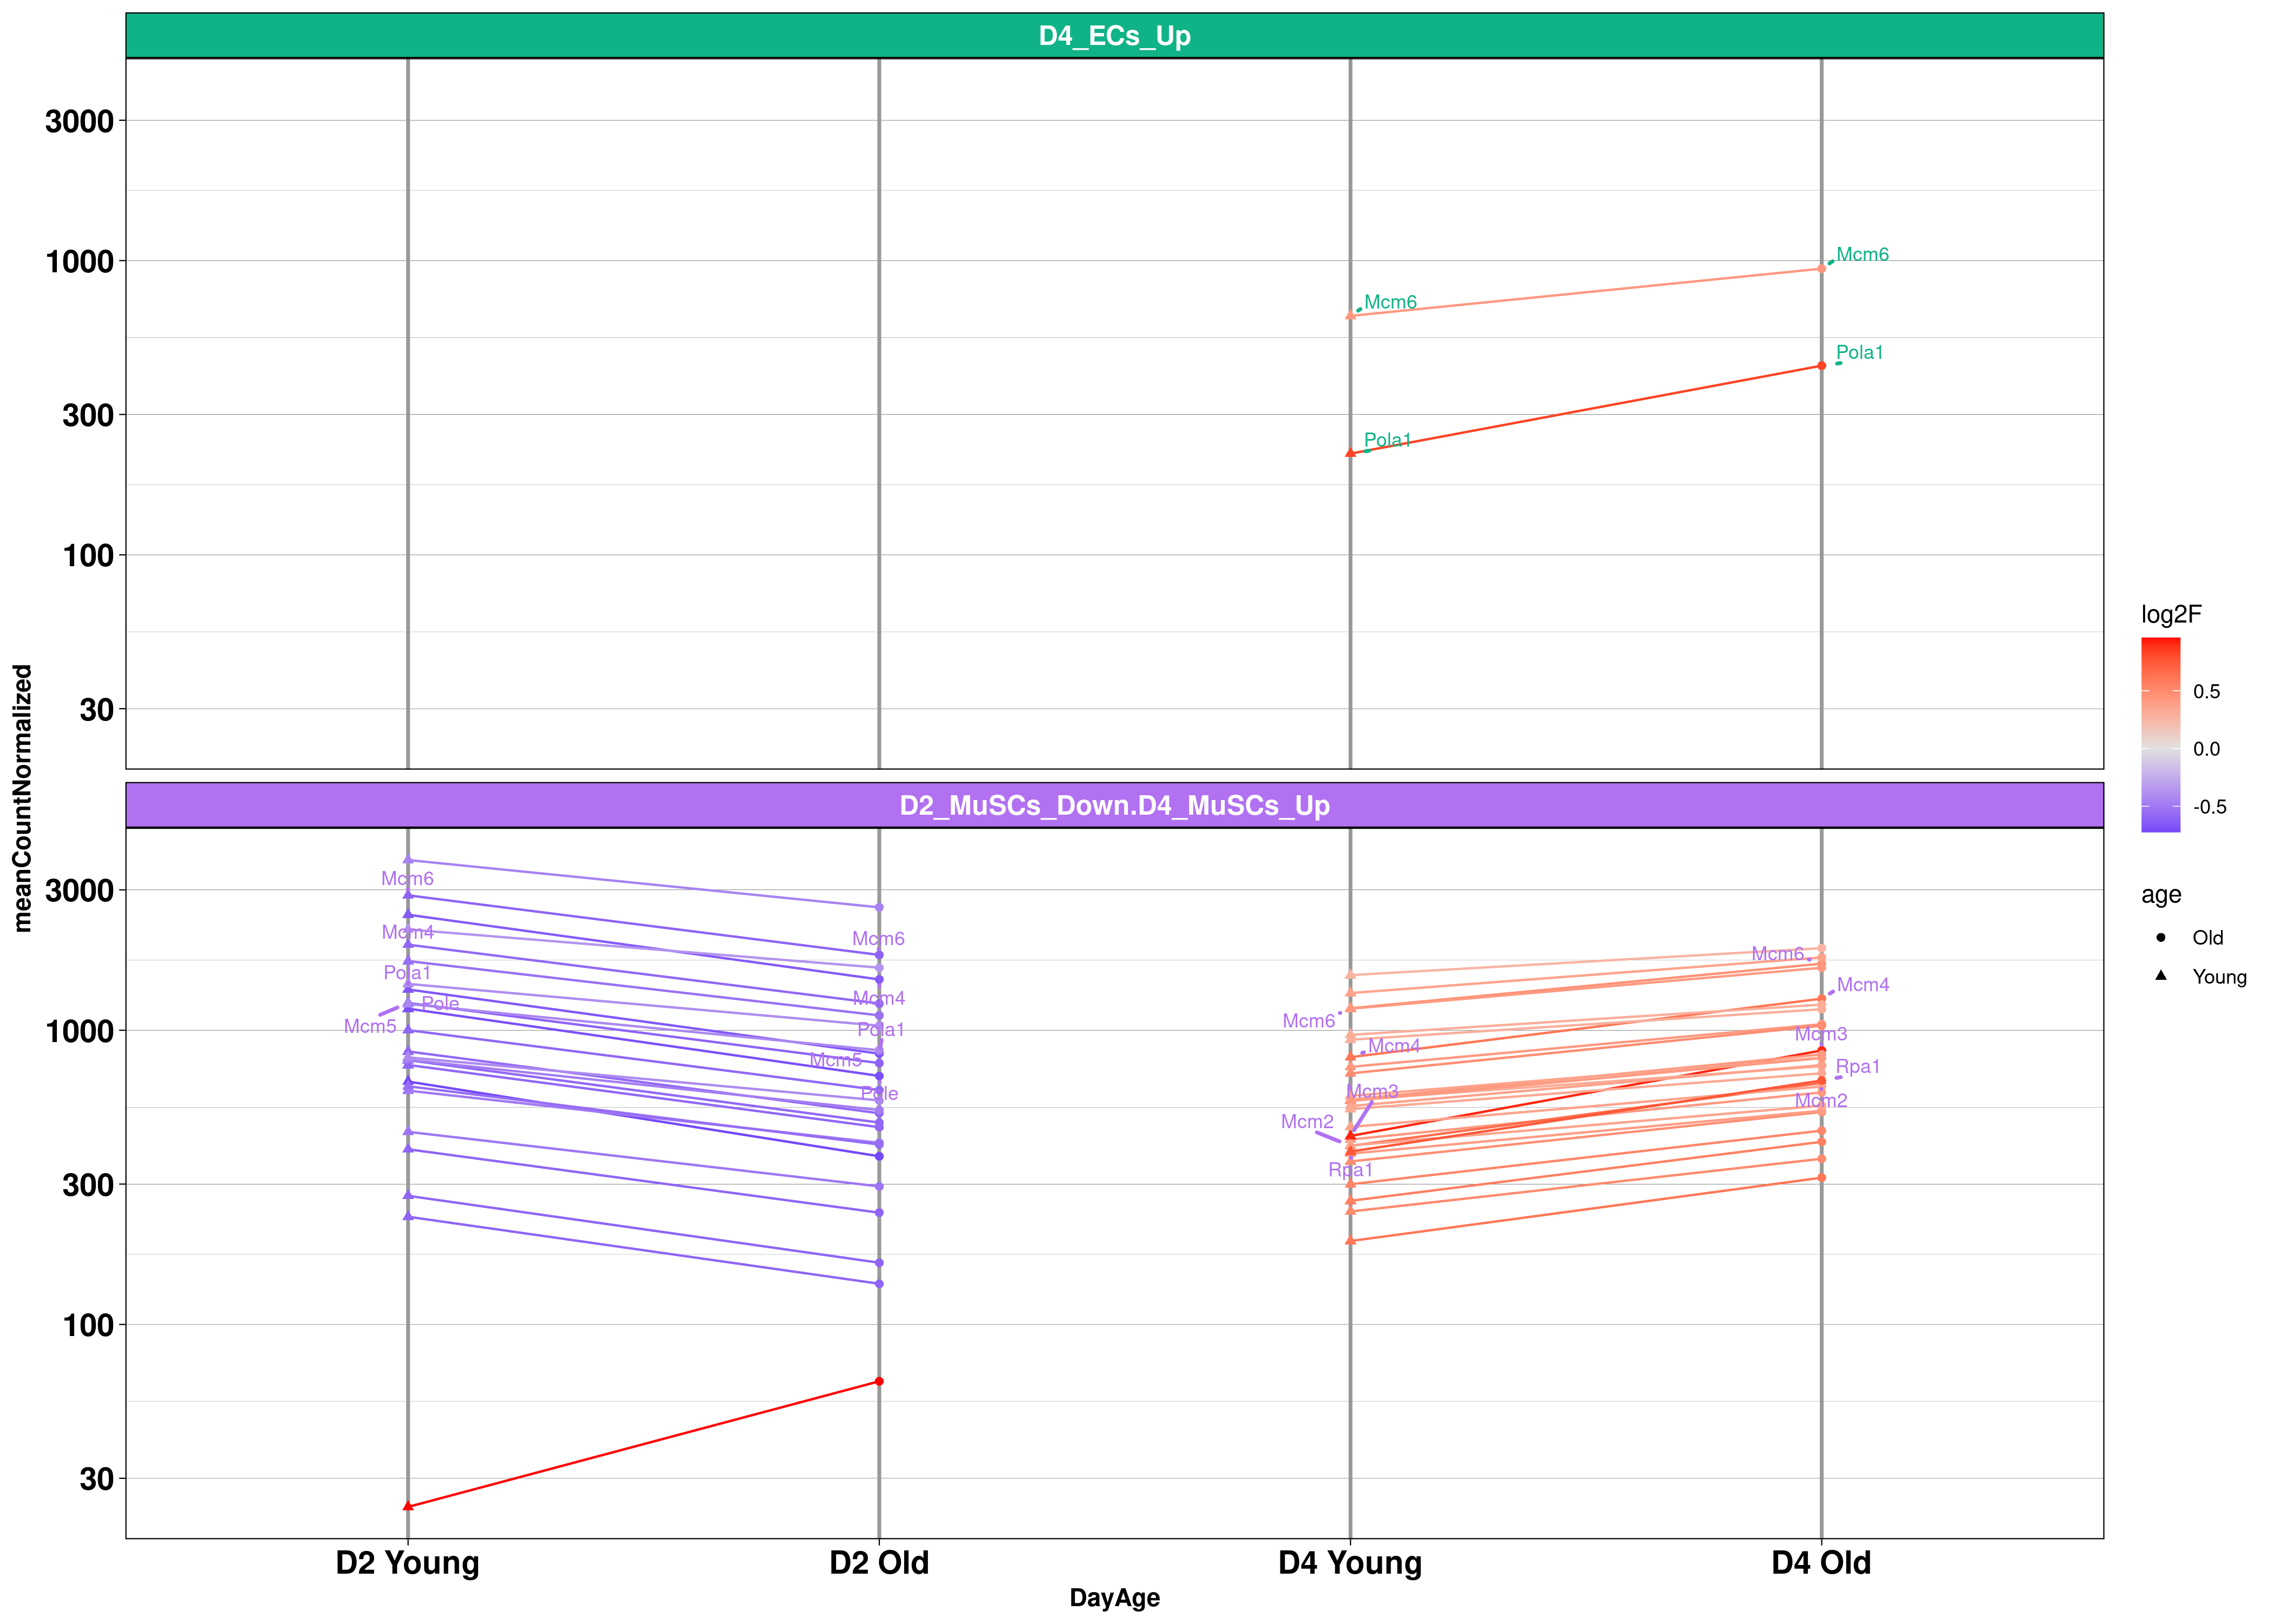 D4_ECs_Up
3000
1000
300
100
30
Mcm6
Mcm6
Pola1
Pola1
meanCountNormalized
D2_MuSCs_Down.D4_MuSCs_Up
3000
1000
300
100
30
Mcm6
Mcm4
Pola1
Pole
Mcm5
Mcm6
Mcm4
Pola1
Mcm5
Pole
Mcm6
Mcm4
Mcm3
Mcm2
Rpa1
Mcm6
Mcm4
Mcm3
Rpa1
Mcm2
D2 Young
D2 Old
D4 Young
D4 Old
DayAge
log2F
0.5
0.0
-0.5
age
Old
Young